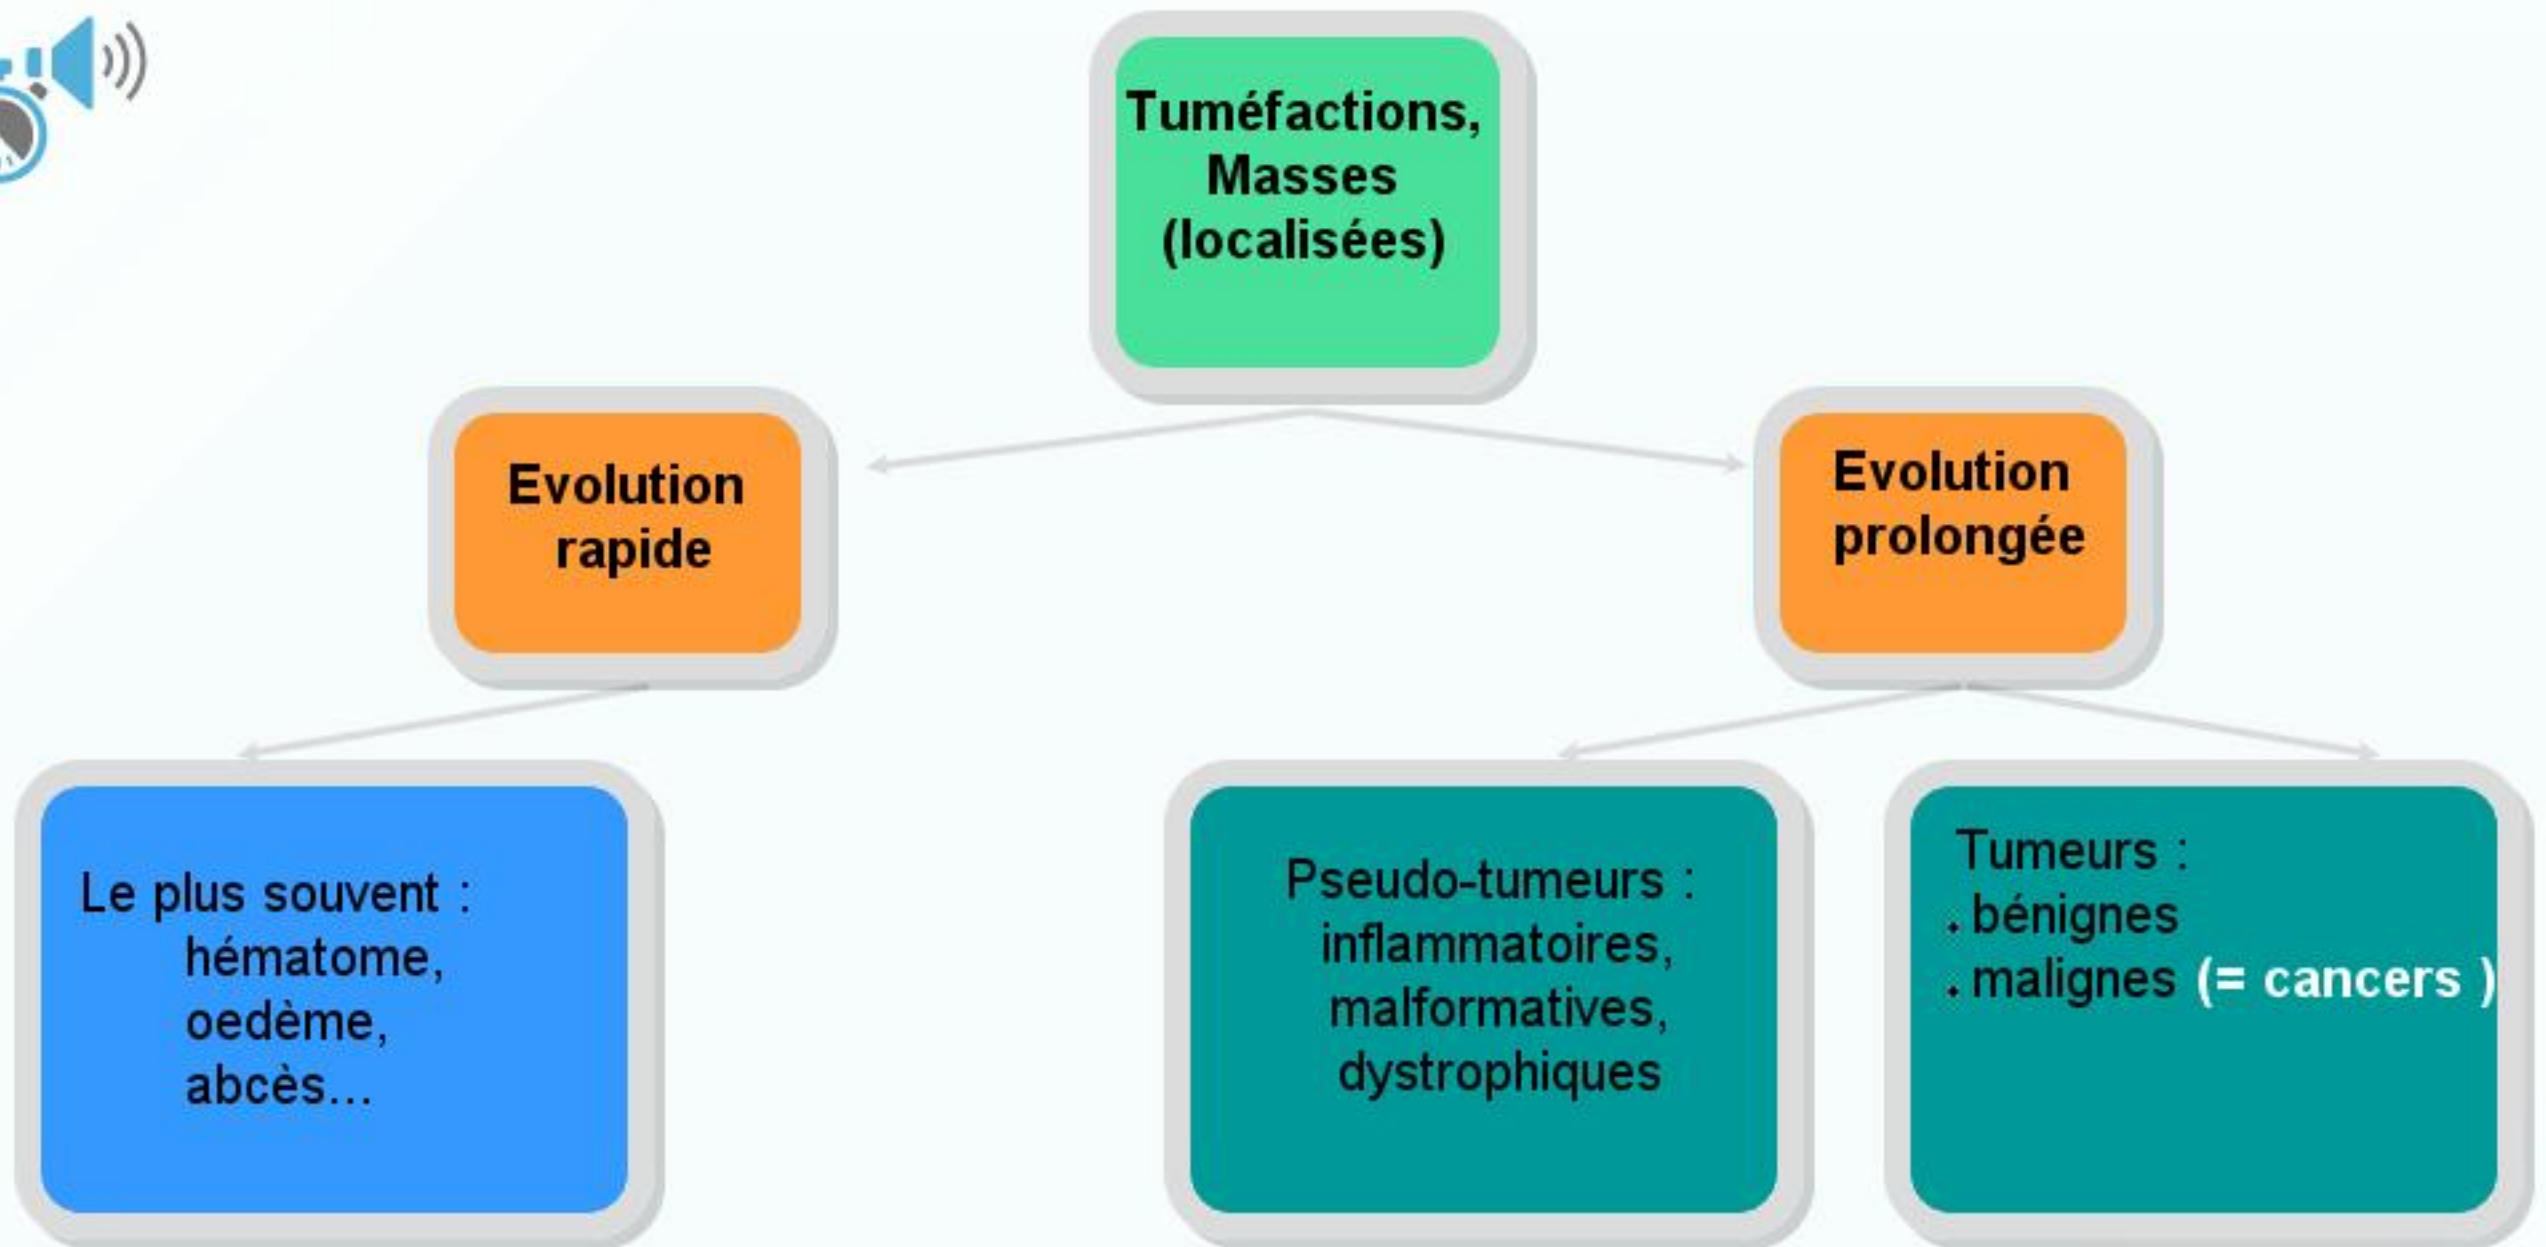 Tuméfactions,
Masses
(localisées)
Evolution
rapide
Evolution
prolongée
Le plus souvent :
hématome,
oedème,
abcès...
Pseudo-tumeurs :
inflammatoires,
malformatives,
dystrophiques
Tumeurs :
. bénignes
. malignes (= cancers )